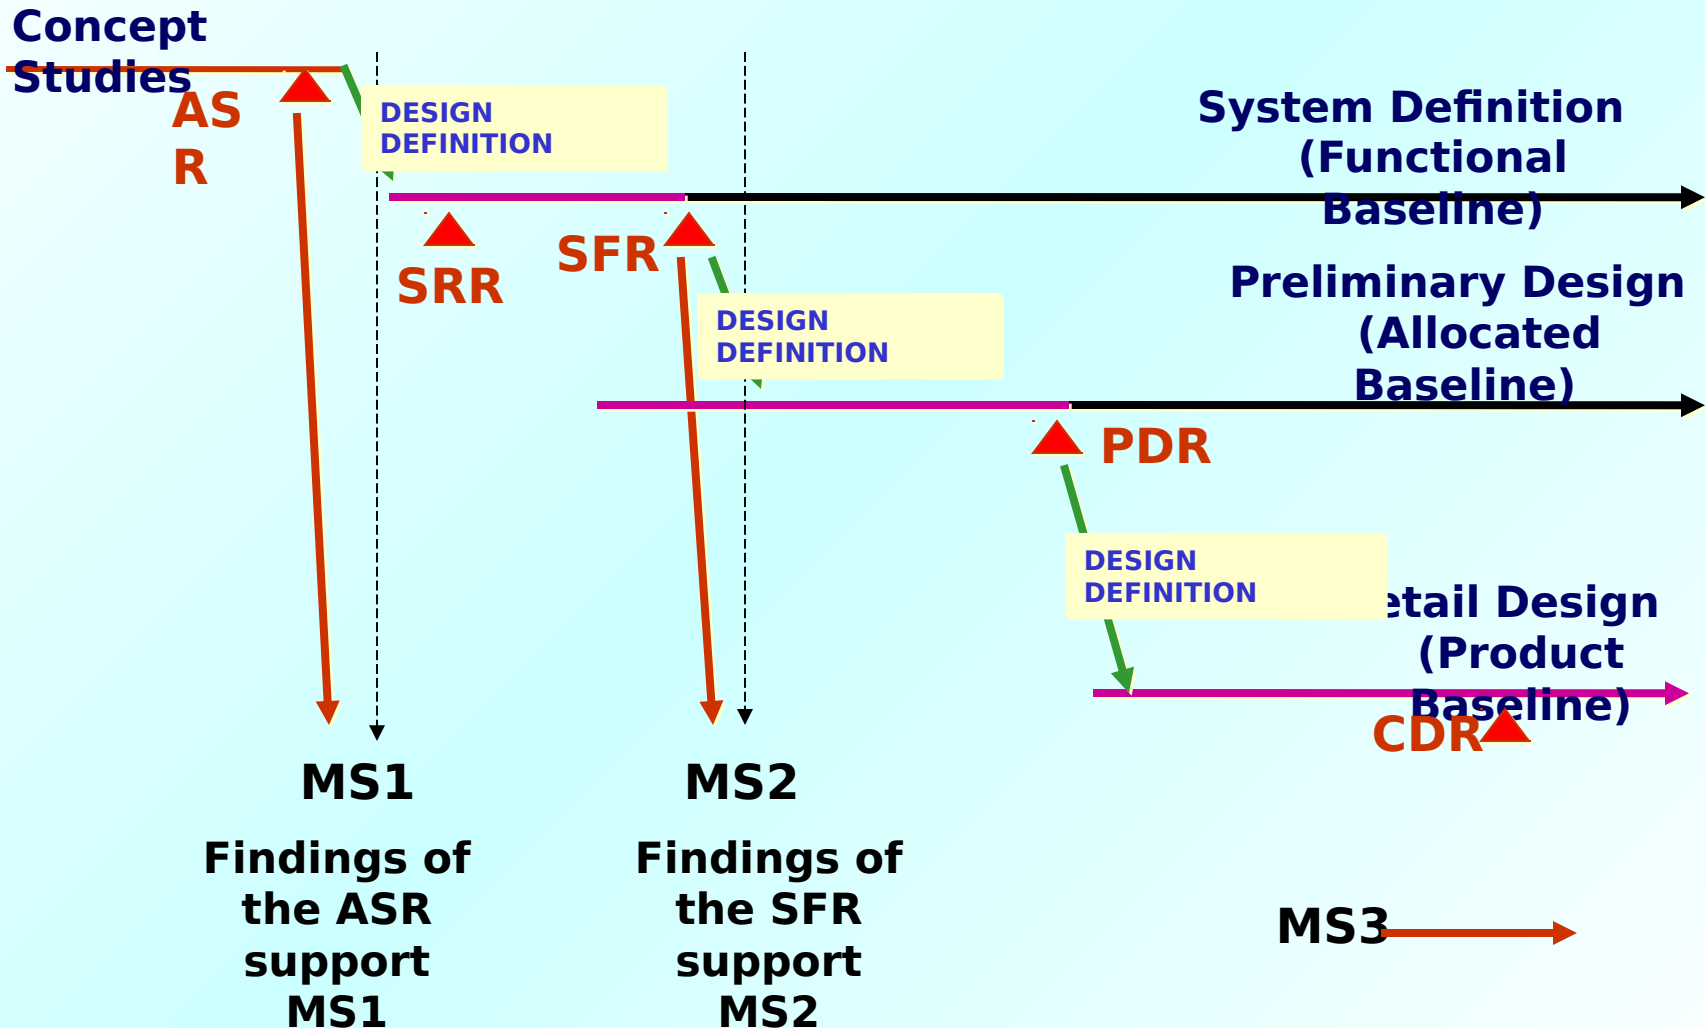 Concept
Studies
AS
R
DESIGN
DEFINITION
System Definition
(Functional
Baseline)
SRR
SFR
Preliminary Design
(Allocated
Baseline)
DESIGN
DEFINITION
PDR
DESIGN
DEFINITION
etail Design
(Product
Baseline)
CDR
MS1
MS2
Findings of
the ASR
support
MS1
Findings of
the SFR
support
MS2
MS3